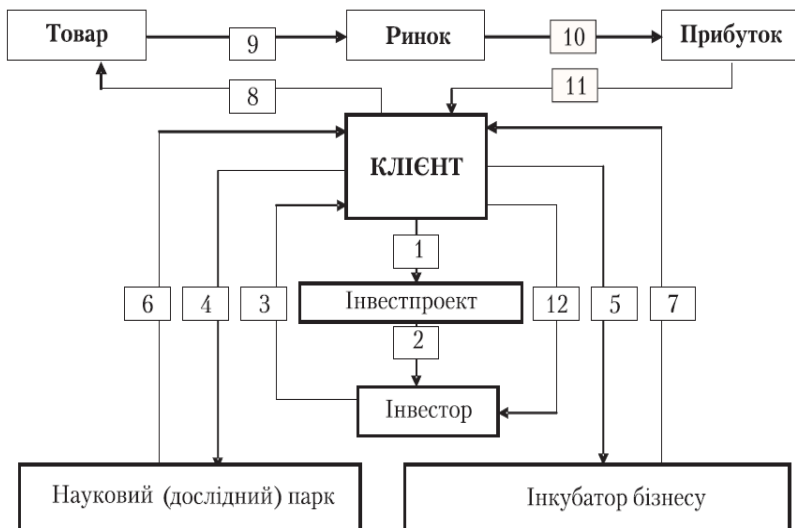 Товар
9
Ринок
10
Прибуток
8
11
КЛІЄНТ
1
6
4
3
Інвестпроект
12
5
7
2
Інвестор
Науковий (дослідний) парк
Інкубатор бізнесу